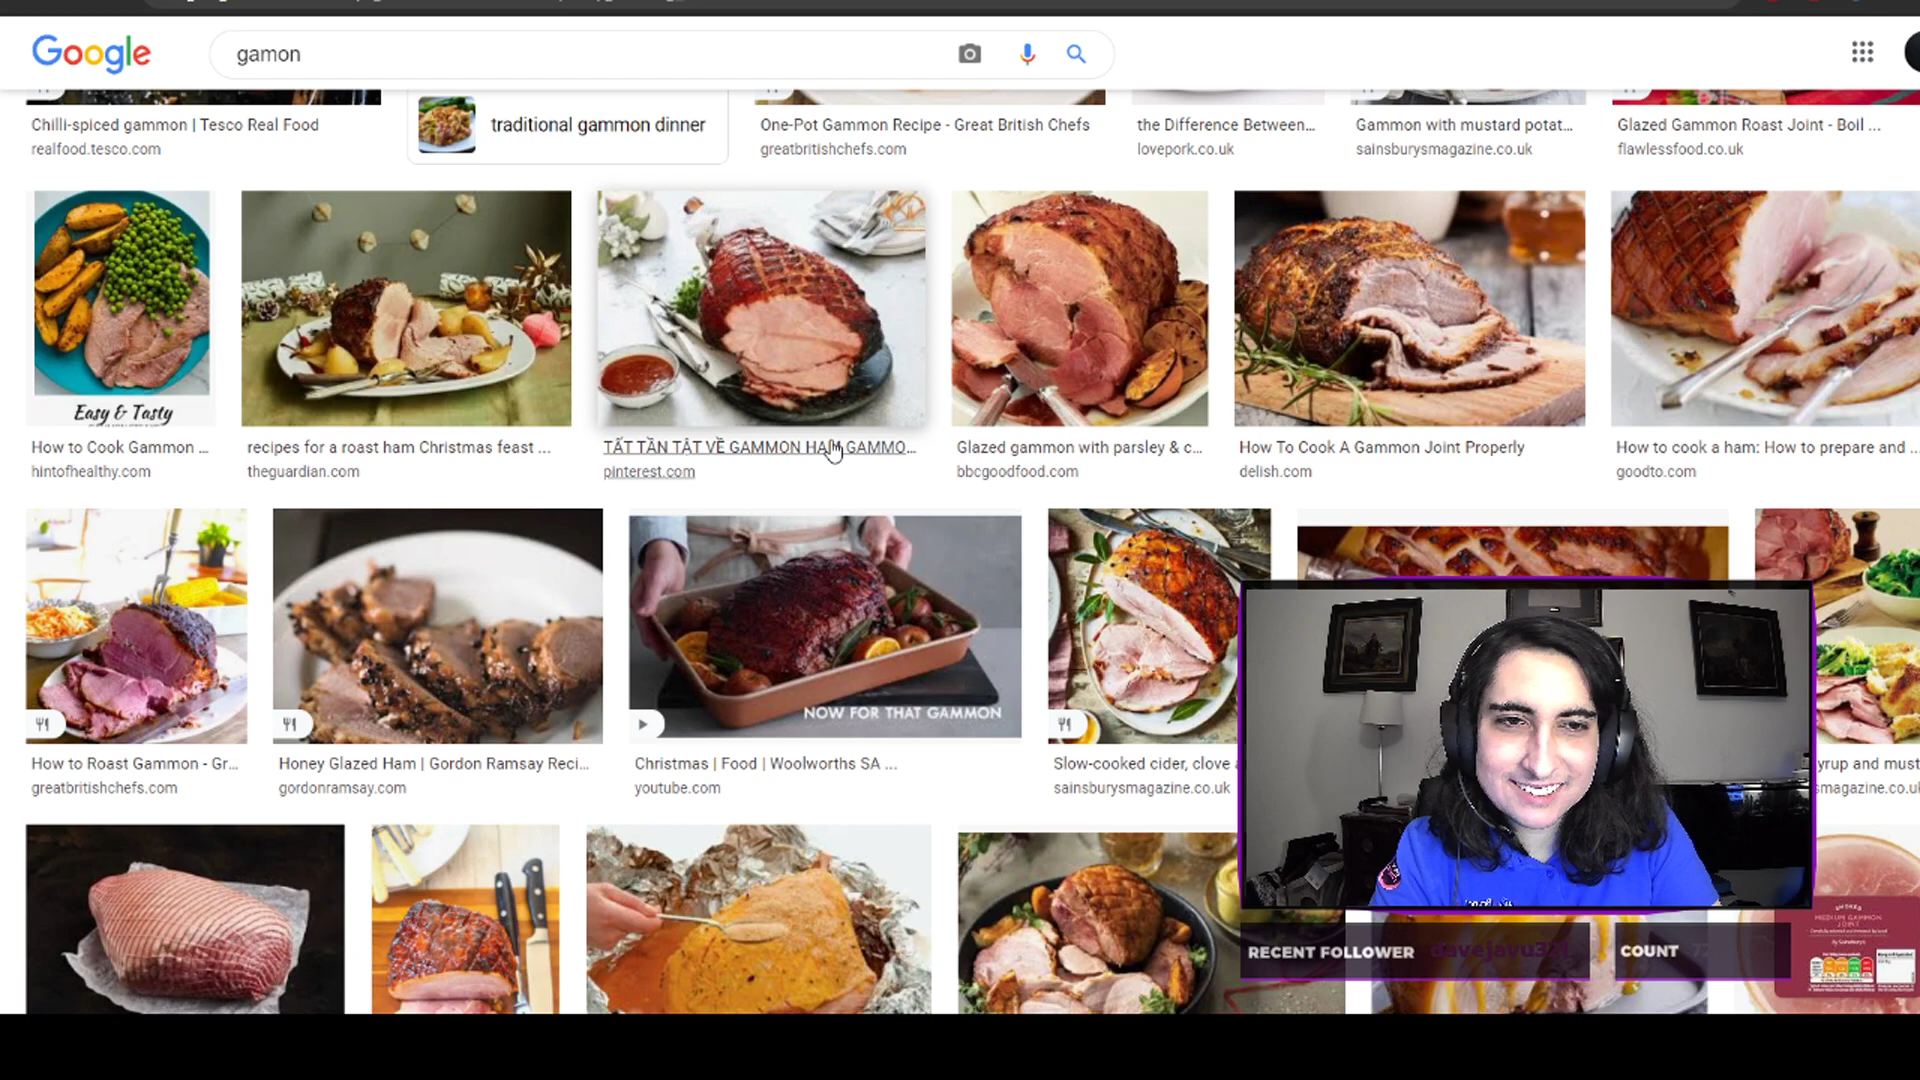 Google
gamon
Chilli-spiced gammon | Tesco Real Food
realfood.tesco.com
traditional gammon dinner
One-Pot Gammon Recipe - Great British Chefs
greatbritishchefs.com
the Difference Between...
lovepork.co.uk
Gammon with mustard potat...
sainsburysmagazine.co.uk
Glazed Gammon Roast Joint - Boil ...
flawlessfood.co.uk
Easy & Tasty
How to Cook Gammon ...
hintofhealthy.com
recipes for a roast ham Christmas feast ...
theguardian.com
TẤT TẦN TẬT VỀ GAMMON HAM GAMMO...
pinterest.com
Glazed gammon with parsley & c...
bbcgoodfood.com
How To Cook A Gammon Joint Properly
delish.com
How to cook a ham: How to prepare and ...
goodto.com
NOW FOR THAT GAMMON
How to Roast Gammon - Gr...
greatbritishchefs.com
Honey Glazed Ham | Gordon Ramsay Reci...
gordonramsay.com
Christmas | Food | Woolworths SA ...
youtube.com
Slow-cooked cider, clove
sainsburysmagazine.co.uk
yrup and must
smagazine.co.uk
RECENT FOLLOWER
COUNT
SMOKED
MEDIUM GAMMON
JOINT